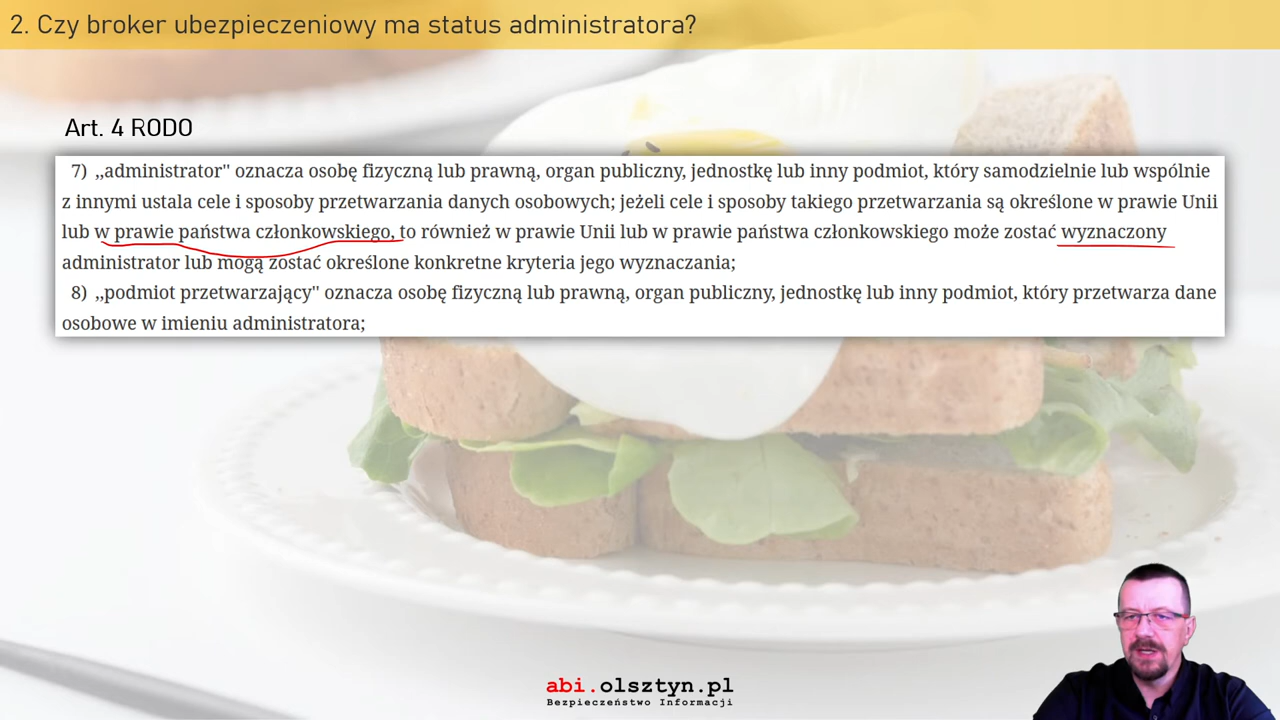 2. Czy broker ubezpieczeniowy ma status administratora?
Art. 4 RODO
7) „administrator" oznacza osobę fizyczną lub prawną, organ publiczny, jednostkę lub inny podmiot, który samodzielnie lub wspólnie
z innymi ustala cele i sposoby przetwarzania danych osobowych; jeżeli cele i sposoby takiego przetwarzania są określone w prawie Unii
lub w prawie państwa członkowskiego, to również w prawie Unii lub w prawie państwa członkowskiego może zostać wyznaczony
administrator lub mogą zostać określone konkretne kryteria jego wyznaczania;
8) „podmiot przetwarzający" oznacza osobę fizyczną lub prawną, organ publiczny, jednostkę lub inny podmiot, który przetwarza dane
osobowe w imieniu administratora;
abi.olsztyn.pl
Bezpieczeństwo Informacji